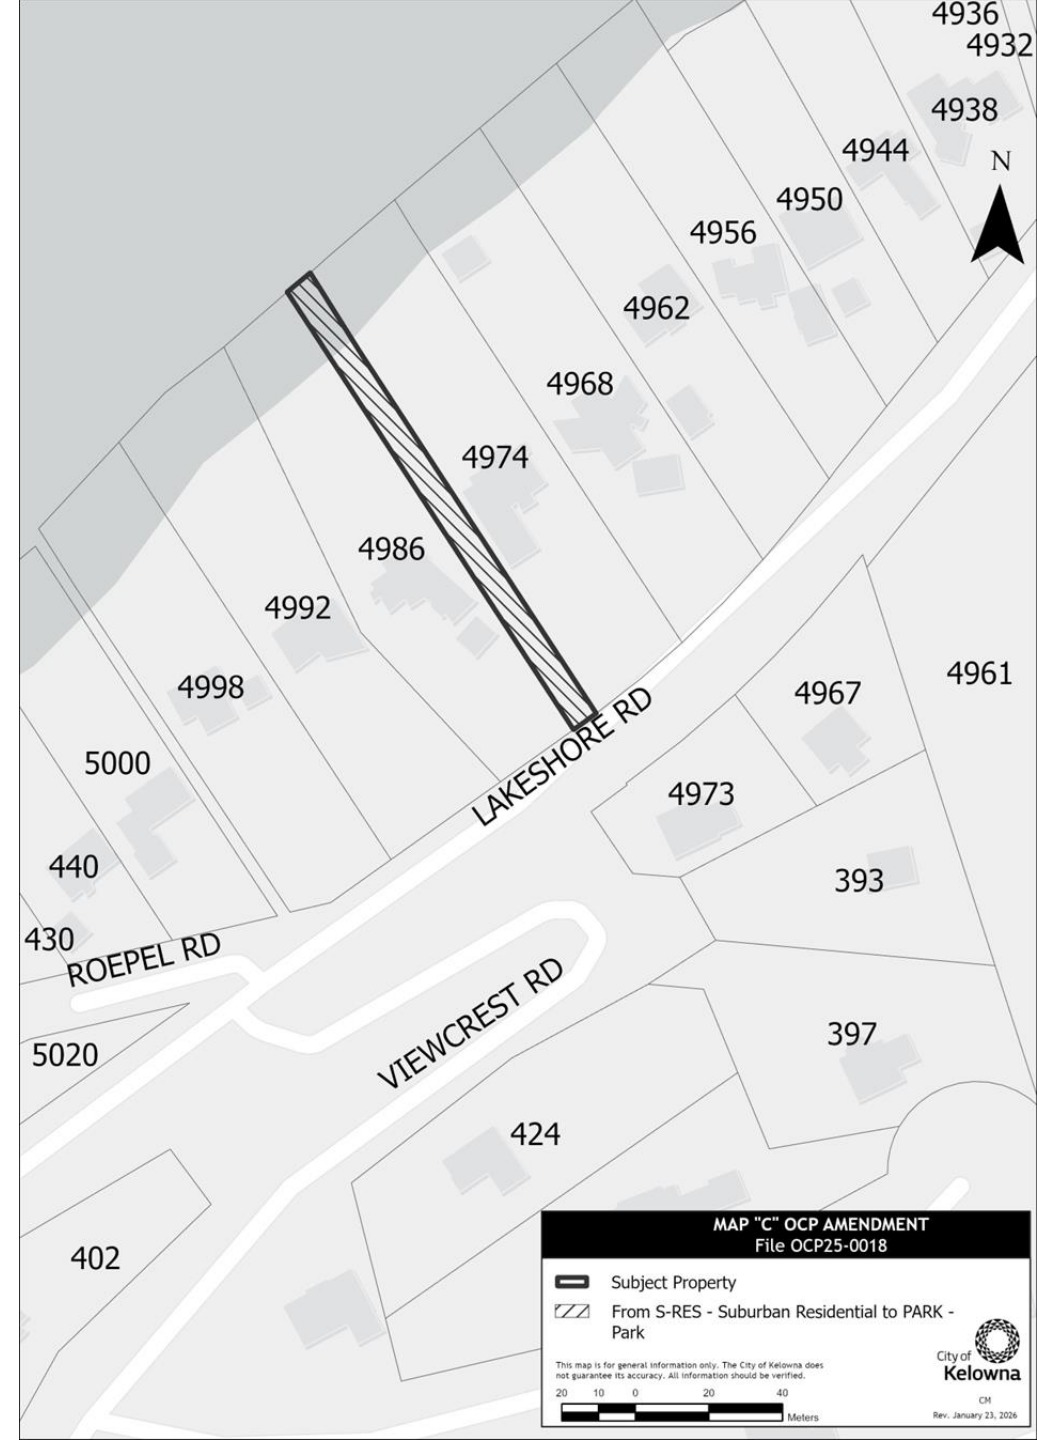 4936
4932
4938
N
4944
4950
4956
4962
4968
4974
4986
4992
4998
LAKESHORE RD
4967
4961
5000
4973
440
393
430
ROEPEL RD
VIEWCREST RD
5020
397
424
402
MAP "C" OCP AMENDMENT
File OCP25-0018
Subject Property
From S-RES - Suburban Residential to PARK -
Park
This map is for general information only. The City of Kelowna does
not guarantee its accuracy. All information should be verified.
20 10 0 20 40
Meters
City of
Kelowna
CM
Rev. January 23, 2026